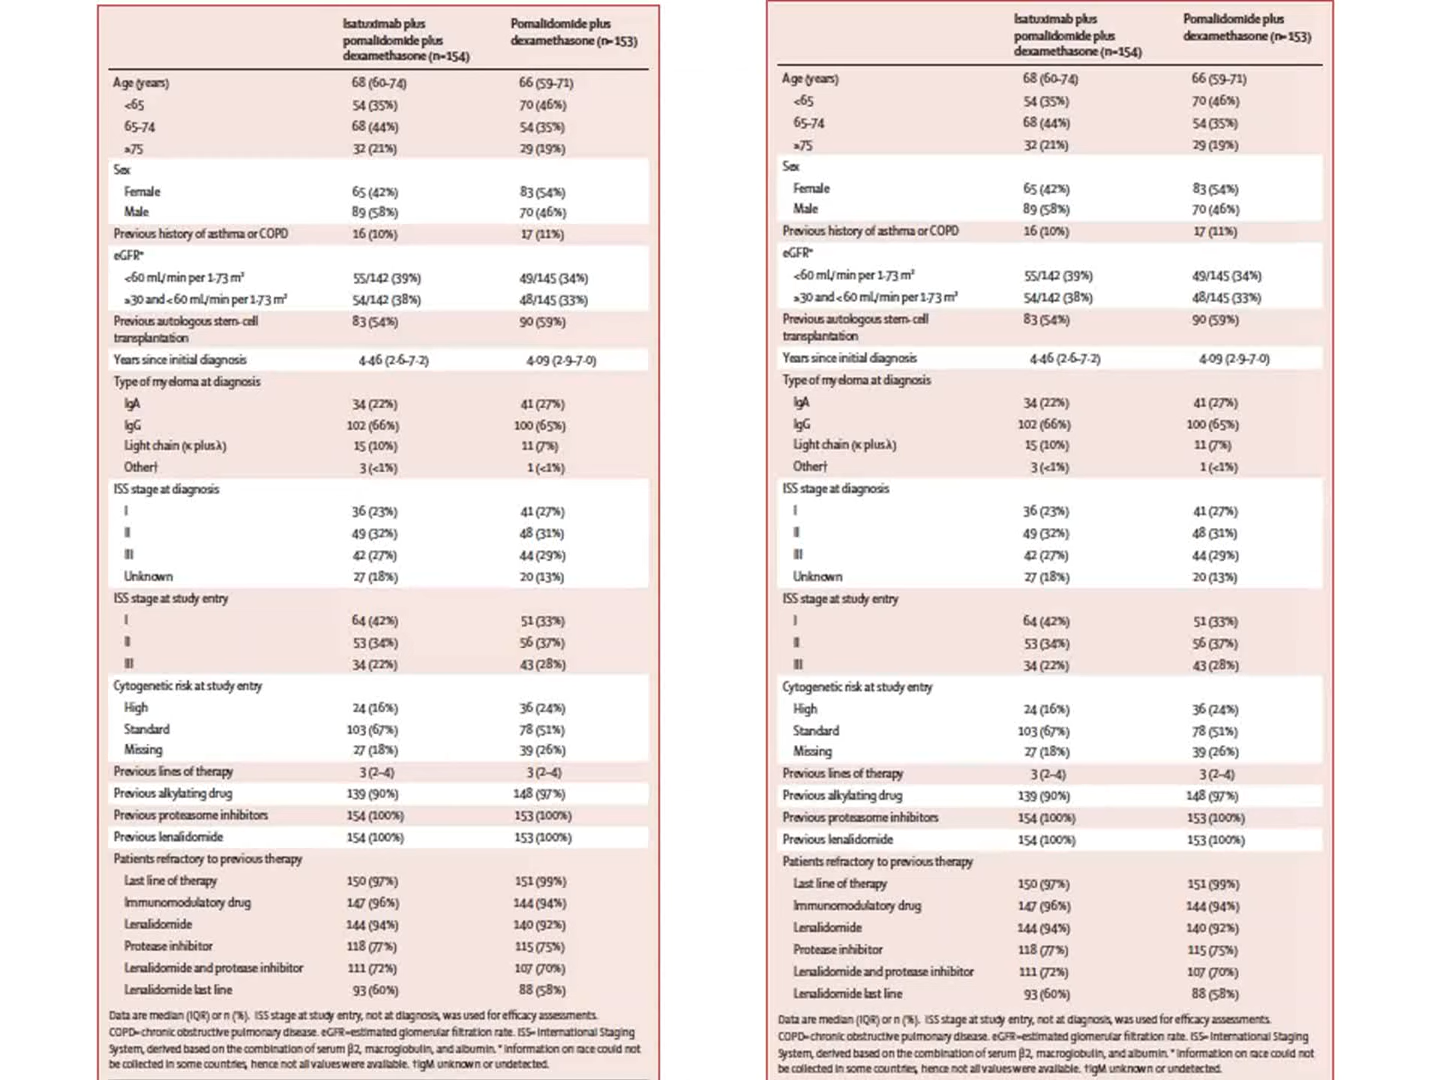 Isatuximab plus pomalidomide plus dexamethasone (n=154) Pomalidomide plus dexamethasone (n=153)
Age (years) 68 (60-74) 66 (59-71)
<65 54 (35%) 70 (46%)
65-74 68 (44%) 54 (35%)
≥75 32 (21%) 29 (19%)
Sex
Female 65 (42%) 83 (54%)
Male 89 (58%) 70 (46%)
Previous history of asthma or COPD 16 (10%) 17 (11%)
eGFR*
<60 mL/min per 1·73 m² 55/142 (39%) 49/145 (34%)
≥30 and <60 mL/min per 1·73 m² 54/142 (38%) 48/145 (33%)
Previous autologous stem-cell transplantation 83 (54%) 90 (59%)
Years since initial diagnosis 4·46 (2·6–7·2) 4·09 (2·9–7·0)
Type of myeloma at diagnosis
IgA 34 (22%) 41 (27%)
IgG 102 (66%) 100 (65%)
Light chain (κ plus λ) 15 (10%) 11 (7%)
Other† 3 (<1%) 1 (<1%)
ISS stage at diagnosis
I 36 (23%) 41 (27%)
II 49 (32%) 48 (31%)
III 42 (27%) 44 (29%)
Unknown 27 (18%) 20 (13%)
ISS stage at study entry
I 64 (42%) 51 (33%)
II 53 (34%) 56 (37%)
III 34 (22%) 43 (28%)
Cytogenetic risk at study entry
High 24 (16%) 36 (24%)
Standard 103 (67%) 78 (51%)
Missing 27 (18%) 39 (26%)
Previous lines of therapy 3 (2–4) 3 (2–4)
Previous alkylating drug 139 (90%) 148 (97%)
Previous proteasome inhibitors 154 (100%) 153 (100%)
Previous lenalidomide 154 (100%) 153 (100%)
Patients refractory to previous therapy
Last line of therapy 150 (97%) 151 (99%)
Immunomodulatory drug 147 (96%) 144 (94%)
Lenalidomide 144 (94%) 140 (92%)
Protease inhibitor 118 (77%) 115 (75%)
Lenalidomide and protease inhibitor 111 (72%) 107 (70%)
Lenalidomide last line 93 (60%) 88 (58%)
Data are median (IQR) or n (%). ISS stage at study entry, not at diagnosis, was used for efficacy assessments.
COPD=chronic obstructive pulmonary disease. eGFR=estimated glomerular filtration rate. ISS=International Staging
System, derived based on the combination of serum β2, macroglobulin, and albumin. *Information on race could not
be collected in some countries, hence not all values were available. †IgM unknown or undetected.
Isatuximab plus pomalidomide plus dexamethasone (n=154) Pomalidomide plus dexamethasone (n=153)
Age (years) 68 (60-74) 66 (59-71)
<65 54 (35%) 70 (46%)
65-74 68 (44%) 54 (35%)
≥75 32 (21%) 29 (19%)
Sex
Female 65 (42%) 83 (54%)
Male 89 (58%) 70 (46%)
Previous history of asthma or COPD 16 (10%) 17 (11%)
eGFR*
<60 mL/min per 1·73 m² 55/142 (39%) 49/145 (34%)
≥30 and <60 mL/min per 1·73 m² 54/142 (38%) 48/145 (33%)
Previous autologous stem-cell transplantation 83 (54%) 90 (59%)
Years since initial diagnosis 4·46 (2·6–7·2) 4·09 (2·9–7·0)
Type of myeloma at diagnosis
IgA 34 (22%) 41 (27%)
IgG 102 (66%) 100 (65%)
Light chain (κ plus λ) 15 (10%) 11 (7%)
Other† 3 (<1%) 1 (<1%)
ISS stage at diagnosis
I 36 (23%) 41 (27%)
II 49 (32%) 48 (31%)
III 42 (27%) 44 (29%)
Unknown 27 (18%) 20 (13%)
ISS stage at study entry
I 64 (42%) 51 (33%)
II 53 (34%) 56 (37%)
III 34 (22%) 43 (28%)
Cytogenetic risk at study entry
High 24 (16%) 36 (24%)
Standard 103 (67%) 78 (51%)
Missing 27 (18%) 39 (26%)
Previous lines of therapy 3 (2–4) 3 (2–4)
Previous alkylating drug 139 (90%) 148 (97%)
Previous proteasome inhibitors 154 (100%) 153 (100%)
Previous lenalidomide 154 (100%) 153 (100%)
Patients refractory to previous therapy
Last line of therapy 150 (97%) 151 (99%)
Immunomodulatory drug 147 (96%) 144 (94%)
Lenalidomide 144 (94%) 140 (92%)
Protease inhibitor 118 (77%) 115 (75%)
Lenalidomide and protease inhibitor 111 (72%) 107 (70%)
Lenalidomide last line 93 (60%) 88 (58%)
Data are median (IQR) or n (%). ISS stage at study entry, not at diagnosis, was used for efficacy assessments.
COPD=chronic obstructive pulmonary disease. eGFR=estimated glomerular filtration rate. ISS=International Staging
System, derived based on the combination of serum β2, macroglobulin, and albumin. *Information on race could not
be collected in some countries, hence not all values were available. †IgM unknown or undetected.